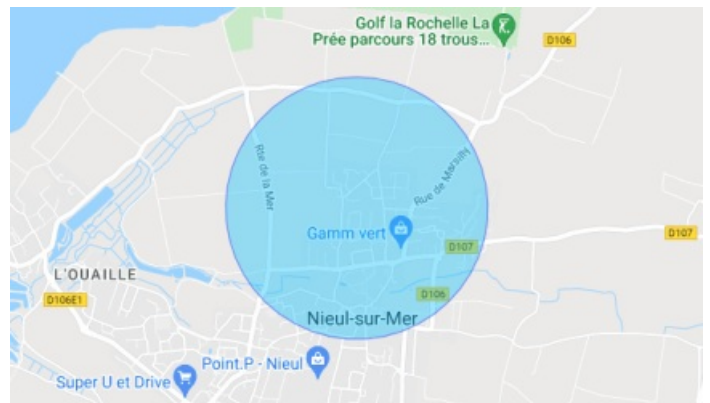 Golf la Rochelle La
Prée parcours 18 trous...
D106
Rte de la Mer
Rue de Marsilly
Gamm vert
D107
D107
L'OUAILLE
D106E1
D106
Nieul-sur-Mer
Point.P - Nieul
Super U et Drive